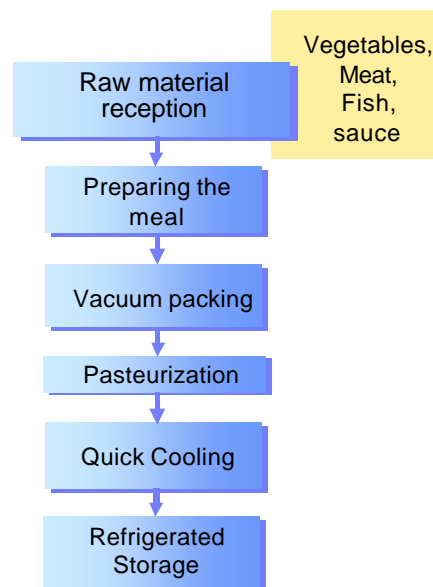 Raw material
reception
Vegetables,
Meat,
Fish,
sauce
Preparing the
meal
Vacuum packing
Pasteurization
Quick Cooling
Refrigerated
Storage